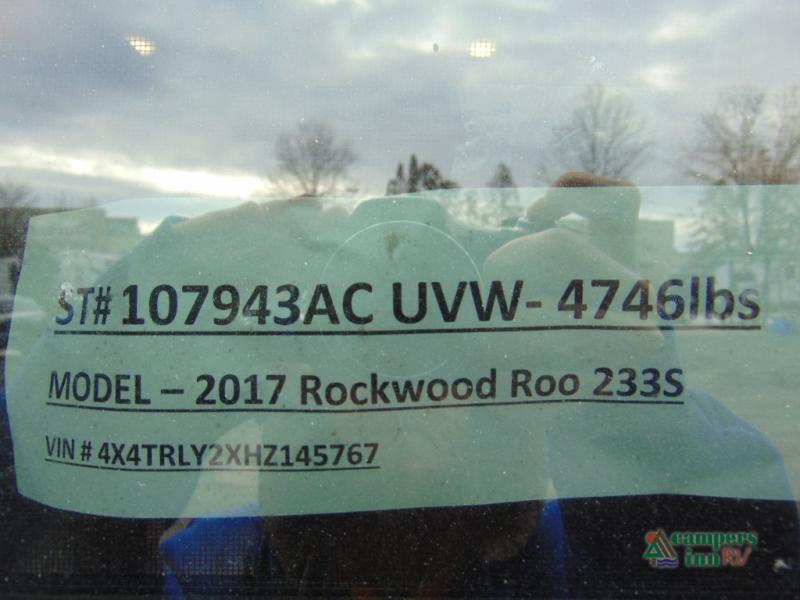 ST# 107943AC UVW- 4746lbs
MODEL – 2017 Rockwood Roo 233S
VIN # 4X4TRLY2XHZ145767
campers
inn RV